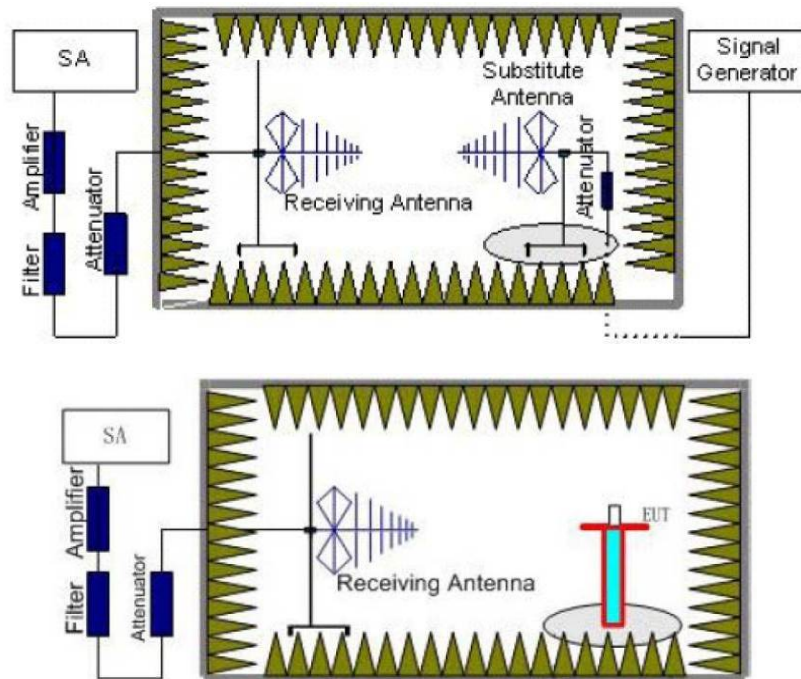 SA
Signal
Generator
Substitute
Antenna
Amplifier
Attenuator
Attenuator
Receiving Antenna
Filter
SA
Amplifier
EUT
Receiving Antenna
Filter
Attenuator